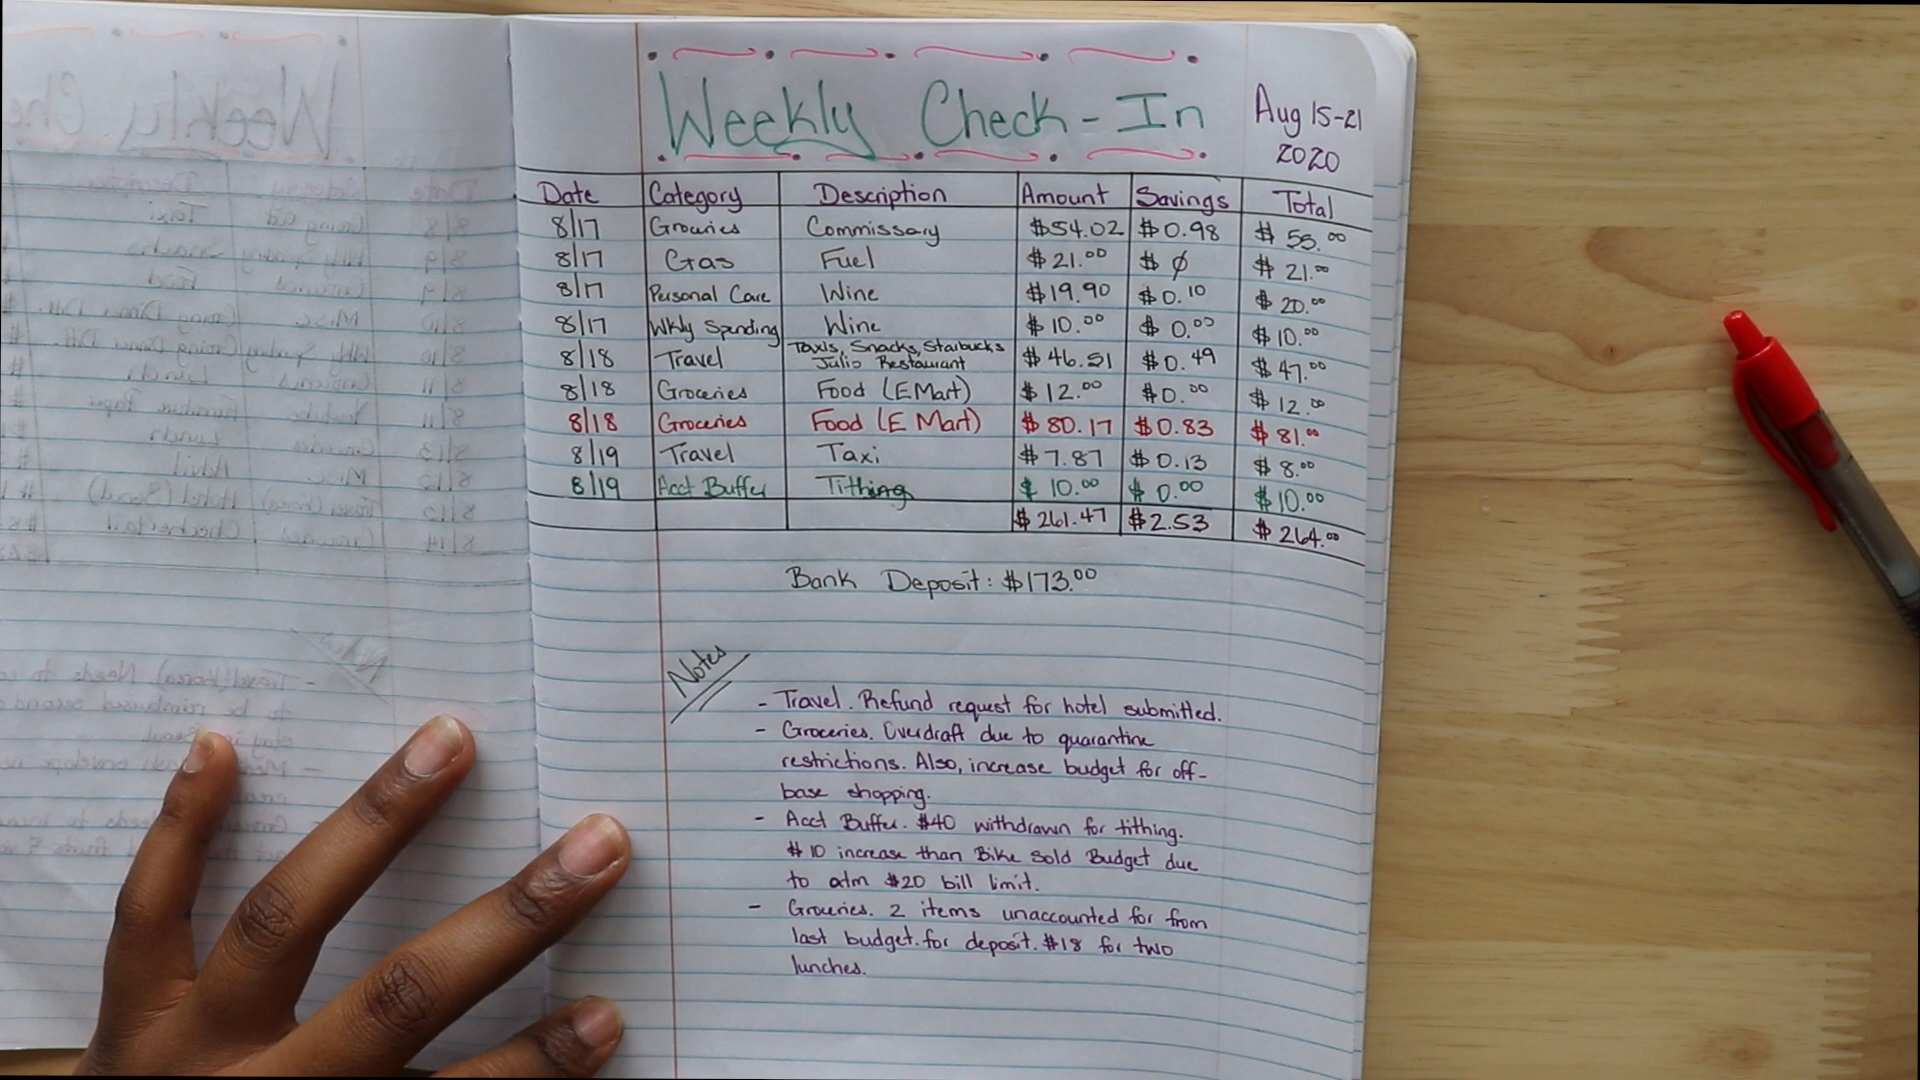 Weekly Check-In
Aug 15-21
2020
Date Category Description Amount Savings Total
8/17 Groceries Commissary $54.02 $0.98 $55.00
8/17 Gas Fuel $21.00 $ ϕ $21.00
8/17 Personal Care Wine $19.90 $0.10 $20.00
8/17 Wkly Spending Wine $10.00 $0.00 $10.00
8/18 Travel Taxis, Snacks, Starbucks
Julio Restaurant $46.51 $0.49 $47.00
8/18 Groceries Food (EMart) $12.00 $0.00 $12.00
8/18 Groceries Food (E Mart) $80.17 $0.83 $81.00
8/19 Travel Taxi $7.87 $0.13 $8.00
8/19 Acct Buffer Tithing $10.00 $0.00 $10.00
$261.47 $2.53 $264.00
Bank Deposit: $173.00
Notes
- Travel. Refund request for hotel submitted.
- Groceries. Overdraft due to quarantine
restrictions. Also, increase budget for off-
base shopping.
- Acct Buffer. $40 withdrawn for tithing.
$10 increase than Bike Sold Budget due
to atm $20 bill limit.
- Groceries. 2 items unaccounted for from
last budget. for deposit. $18 for two
lunches.